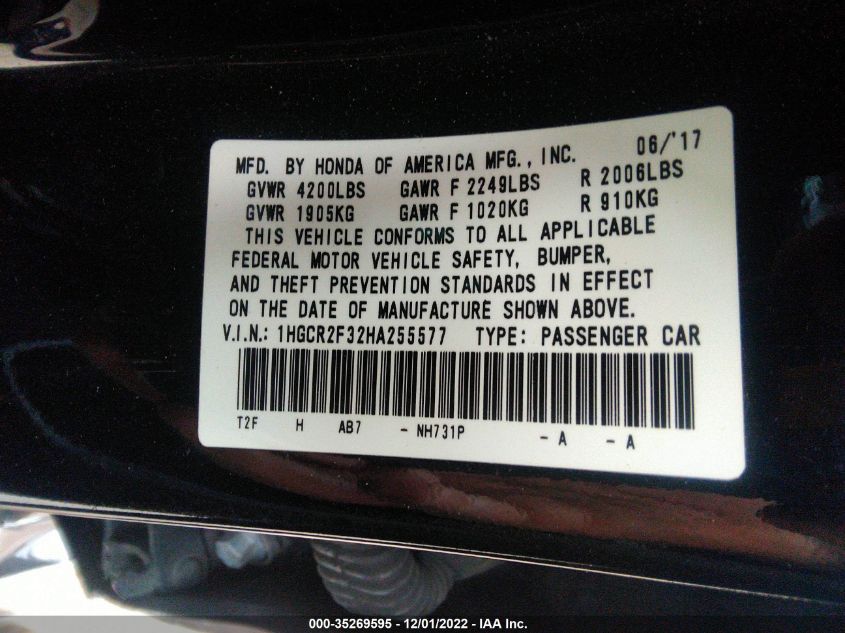 MFD. BY HONDA OF AMERICA MFG., INC. 06/'17
GVWR 4200LBS GAWR F 2249LBS R 2006LBS
GVWR 1905KG GAWR F 1020KG R 910KG
THIS VEHICLE CONFORMS TO ALL APPLICABLE
FEDERAL MOTOR VEHICLE SAFETY, BUMPER,
AND THEFT PREVENTION STANDARDS IN EFFECT
ON THE DATE OF MANUFACTURE SHOWN ABOVE.
V.I.N.: 1HGCR2F32HA255577 TYPE: PASSENGER CAR
T2F H AB7 - NH731P - A - A
000-35269595 - 12/01/2022 - IAA Inc.